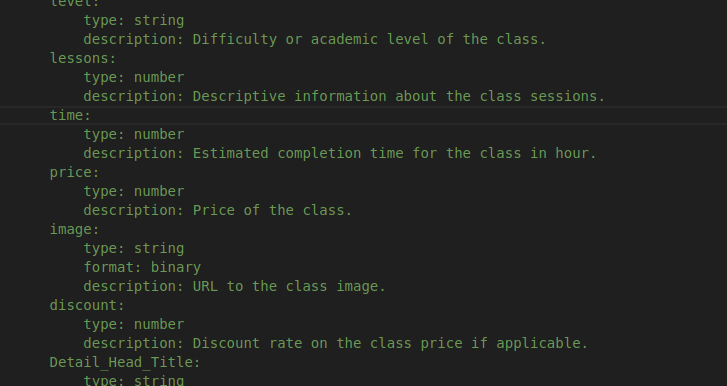 level:
type: string
description: Difficulty or academic level of the class.
lessons:
type: number
description: Descriptive information about the class sessions.
time:
type: number
description: Estimated completion time for the class in hour.
price:
type: number
description: Price of the class.
image:
type: string
format: binary
description: URL to the class image.
discount:
type: number
description: Discount rate on the class price if applicable.
Detail_Head_Title:
type: string